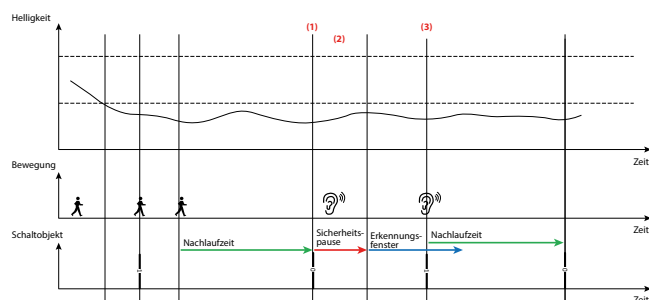 Helligkeit
(1)
(2)
(3)
Zeit
Bewegung
Zeit
Schaltobjekt
Nachlaufzeit
Sicherheits-
pause
Erkennungs-
fenster
Nachlaufzeit
Zeit